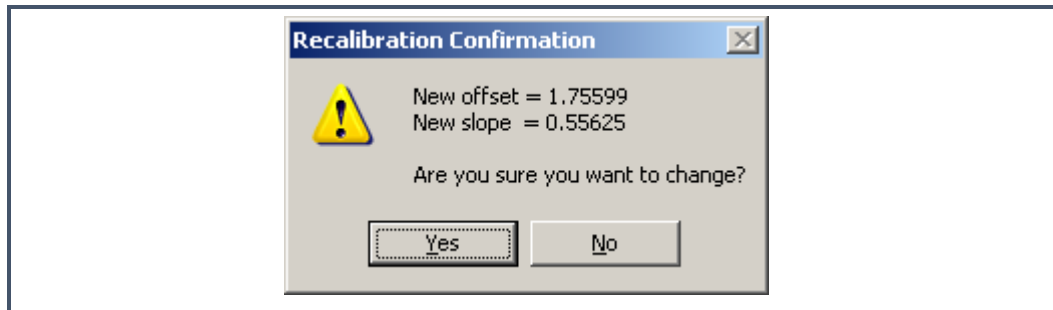 Recalibration Confirmation
New offset = 1.75599
New slope = 0.55625
Are you sure you want to change?
Yes
No